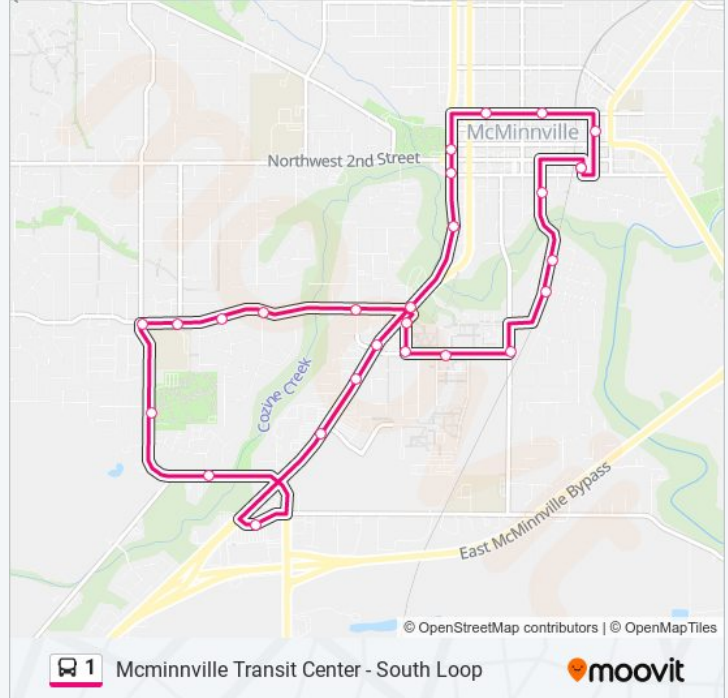 McMinnville
Northwest 2nd Street
Cozine Creek
East McMinnville Bypass
© OpenStreetMap contributors | © OpenMapTiles
1 Mcminnville Transit Center - South Loop
moovit
moovit